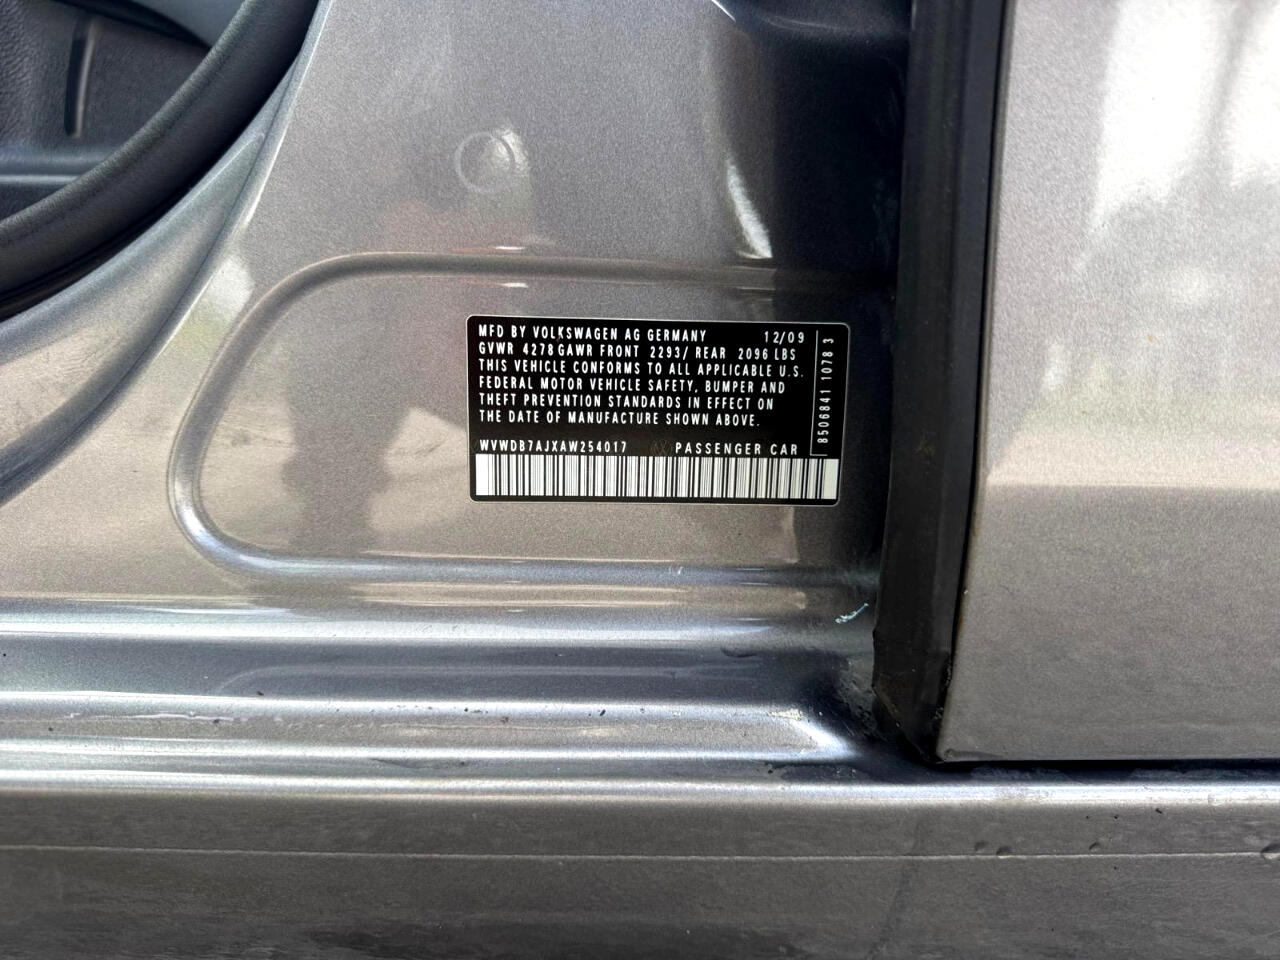 MFD BY VOLKSWAGEN AG GERMANY 12/09
GVWR 4278 GAWR FRONT 2293/ REAR 2096 LBS
THIS VEHICLE CONFORMS TO ALL APPLICABLE U.S.
FEDERAL MOTOR VEHICLE SAFETY, BUMPER AND
THEFT PREVENTION STANDARDS IN EFFECT ON
THE DATE OF MANUFACTURE SHOWN ABOVE.
WVWDB7AJXAW254017 PASSENGER CAR
8506841 1078 3